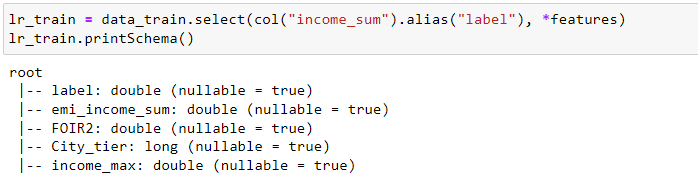 lr_train = data_train.select(col("income_sum").alias("label"), *features)
lr_train.printSchema()
root
 |-- label: double (nullable = true)
 |-- emi_income_sum: double (nullable = true)
 |-- FOIR2: double (nullable = true)
 |-- City_tier: long (nullable = true)
 |-- income_max: double (nullable = true)